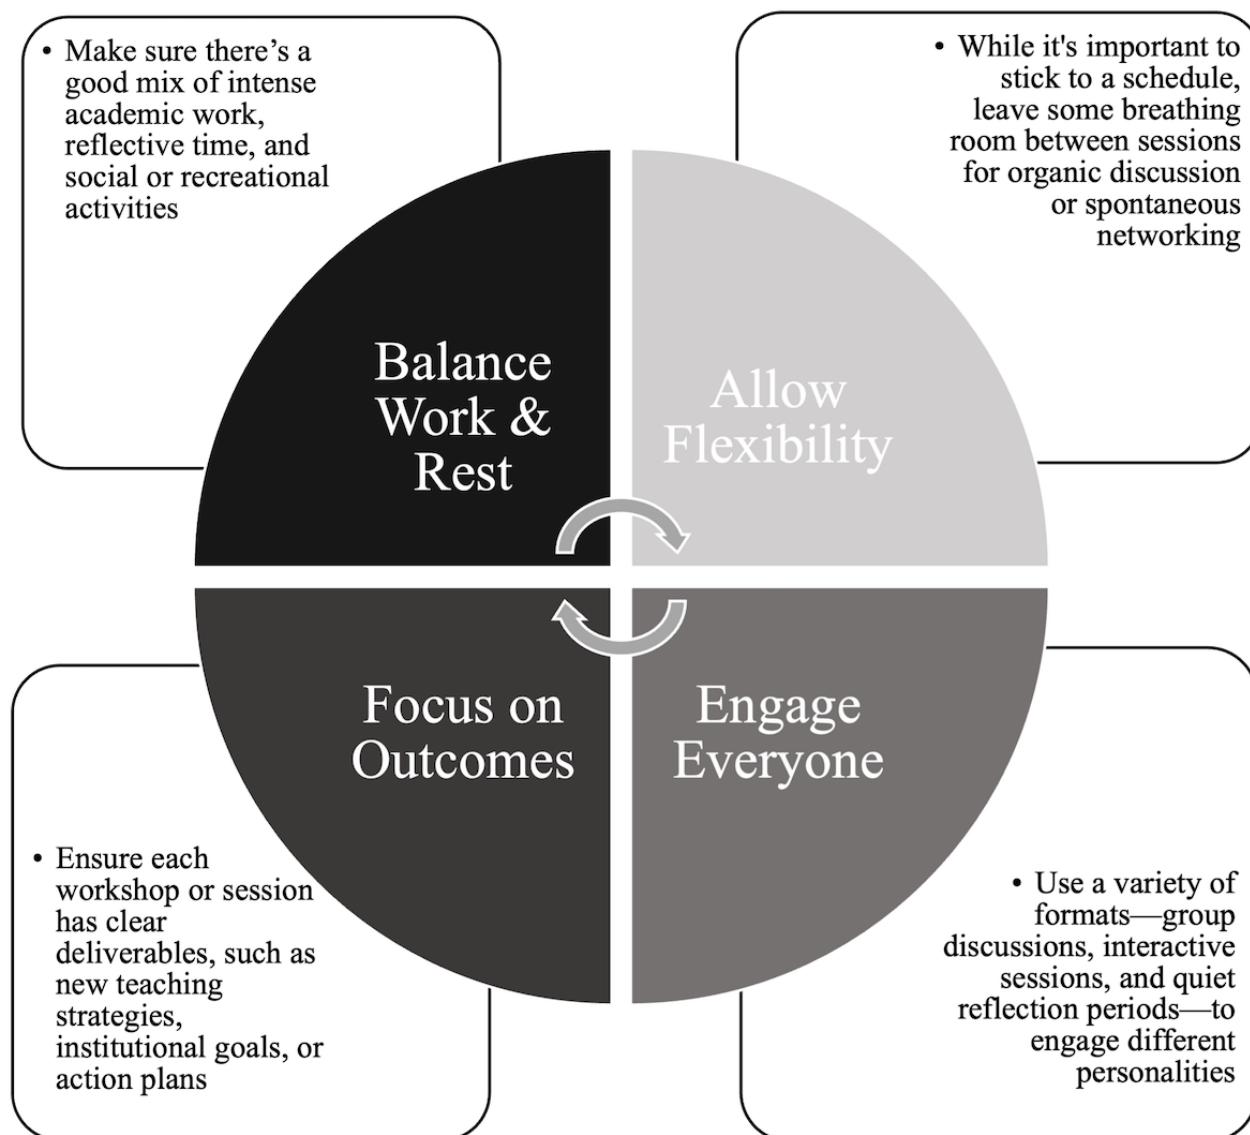 • Make sure there’s a
good mix of intense
academic work,
reflective time, and
social or recreational
activities
• While it's important to
stick to a schedule,
leave some breathing
room between sessions
for organic discussion
or spontaneous
networking
Balance
Work &
Rest
Allow
Flexibility
Focus on
Outcomes
Engage
Everyone
• Ensure each
workshop or session
has clear
deliverables, such as
new teaching
strategies,
institutional goals, or
action plans
• Use a variety of
formats—group
discussions, interactive
sessions, and quiet
reflection periods—to
engage different
personalities